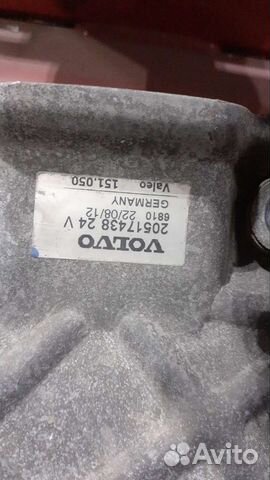 VOLVO
20517438 24 V
6810 22/08/12
GERMANY
Valeo 151.050
Avito